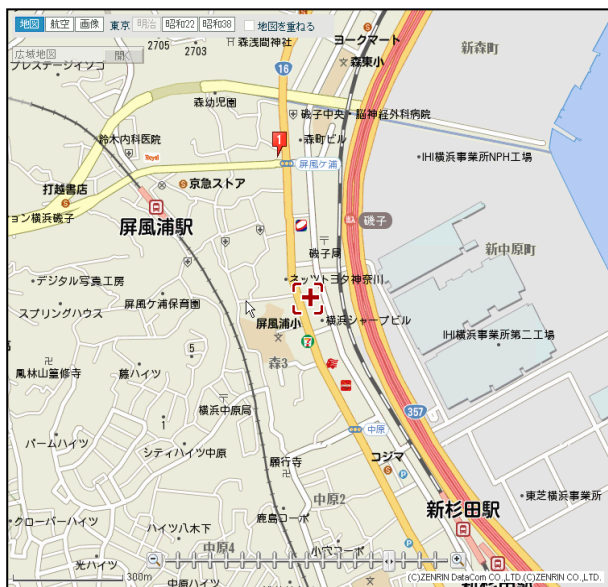 地図 航空 画像 東京 明治 昭和22 昭和38 地図を重ねる
広域地図 開く
2705 2703
森浅間神社
ヨークマート
森東小
新森町
プレステージイソゴ
16
森幼児園
磯子中央
脳神経外科病院
鈴木内科医院
Royal
1
森町ビル
屏風ケ浦
IHI横浜事業所NPH工場
打越書店
京急ストア
ション横浜磯子
屏風浦駅
磯子
磯子局
新中原町
デジタル写真工房
ネッツトヨタ神奈川
屏風ケ浦保育園
スプリングハウス
屏風浦小
横浜シャープビル
IHI横浜事業所第二工場
7
森3
5
鳳林山篁修寺
藤ハイツ
横浜中原局
357
1
中原
パームハイツ
シティハイツ中原
コジマ
願行寺
P
中原2
新杉田駅
東芝横浜事業所
クローバーハイツ
鹿島コーポ
ハイツ八木下
P
中原4
小穴コーポ
光ハイツ
300m
中原ハイツ
新杉田駅
(C)ZENRIN DataCom CO.,LTD.(C)ZENRIN CO.,LTD.